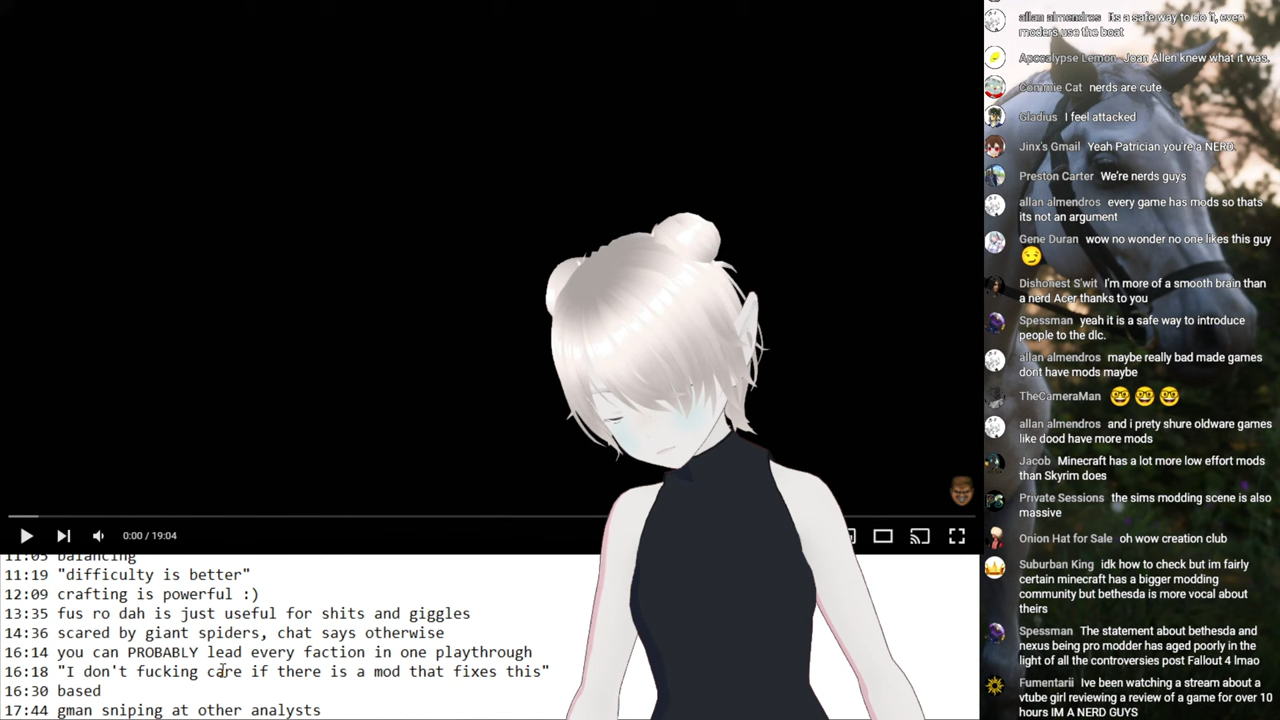 allan almendros its a safe way to do it, even
moders use the boat
Apocalypse Lemon Joan Allen knew what it was.
Commie Cat nerds are cute
Gladius I feel attacked
Jinx's Gmail Yeah Patrician you're a NERD.
Preston Carter We're nerds guys
allan almendros every game has mods so thats
its not an argument
Gene Duran wow no wonder no one likes this guy
Dishonest S'wit I'm more of a smooth brain than
a nerd Acer thanks to you
Spessman yeah it is a safe way to introduce
people to the dlc.
allan almendros maybe really bad made games
dont have mods maybe
TheCameraMan
allan almendros and i prety shure oldware games
like dood have more mods
Jacob Minecraft has a lot more low effort mods
than Skyrim does
Private Sessions the sims modding scene is also
massive
Onion Hat for Sale oh wow creation club
Suburban King idk how to check but im fairly
certain minecraft has a bigger modding
community but bethesda is more vocal about
theirs
Spessman The statement about bethesda and
nexus being pro modder has aged poorly in the
light of all the controversies post Fallout 4 lmao
Fumentarii Ive been watching a stream about a
vtube girl reviewing a review of a game for over 10
hours IM A NERD GUYS
0:00 / 19:04
11:05 balancing
11:19 "difficulty is better"
12:09 crafting is powerful :)
13:35 fus ro dah is just useful for shits and giggles
14:36 scared by giant spiders, chat says otherwise
16:14 you can PROBABLY lead every faction in one playthrough
16:18 "I don't fucking care if there is a mod that fixes this"
16:30 based
17:44 gman sniping at other analysts